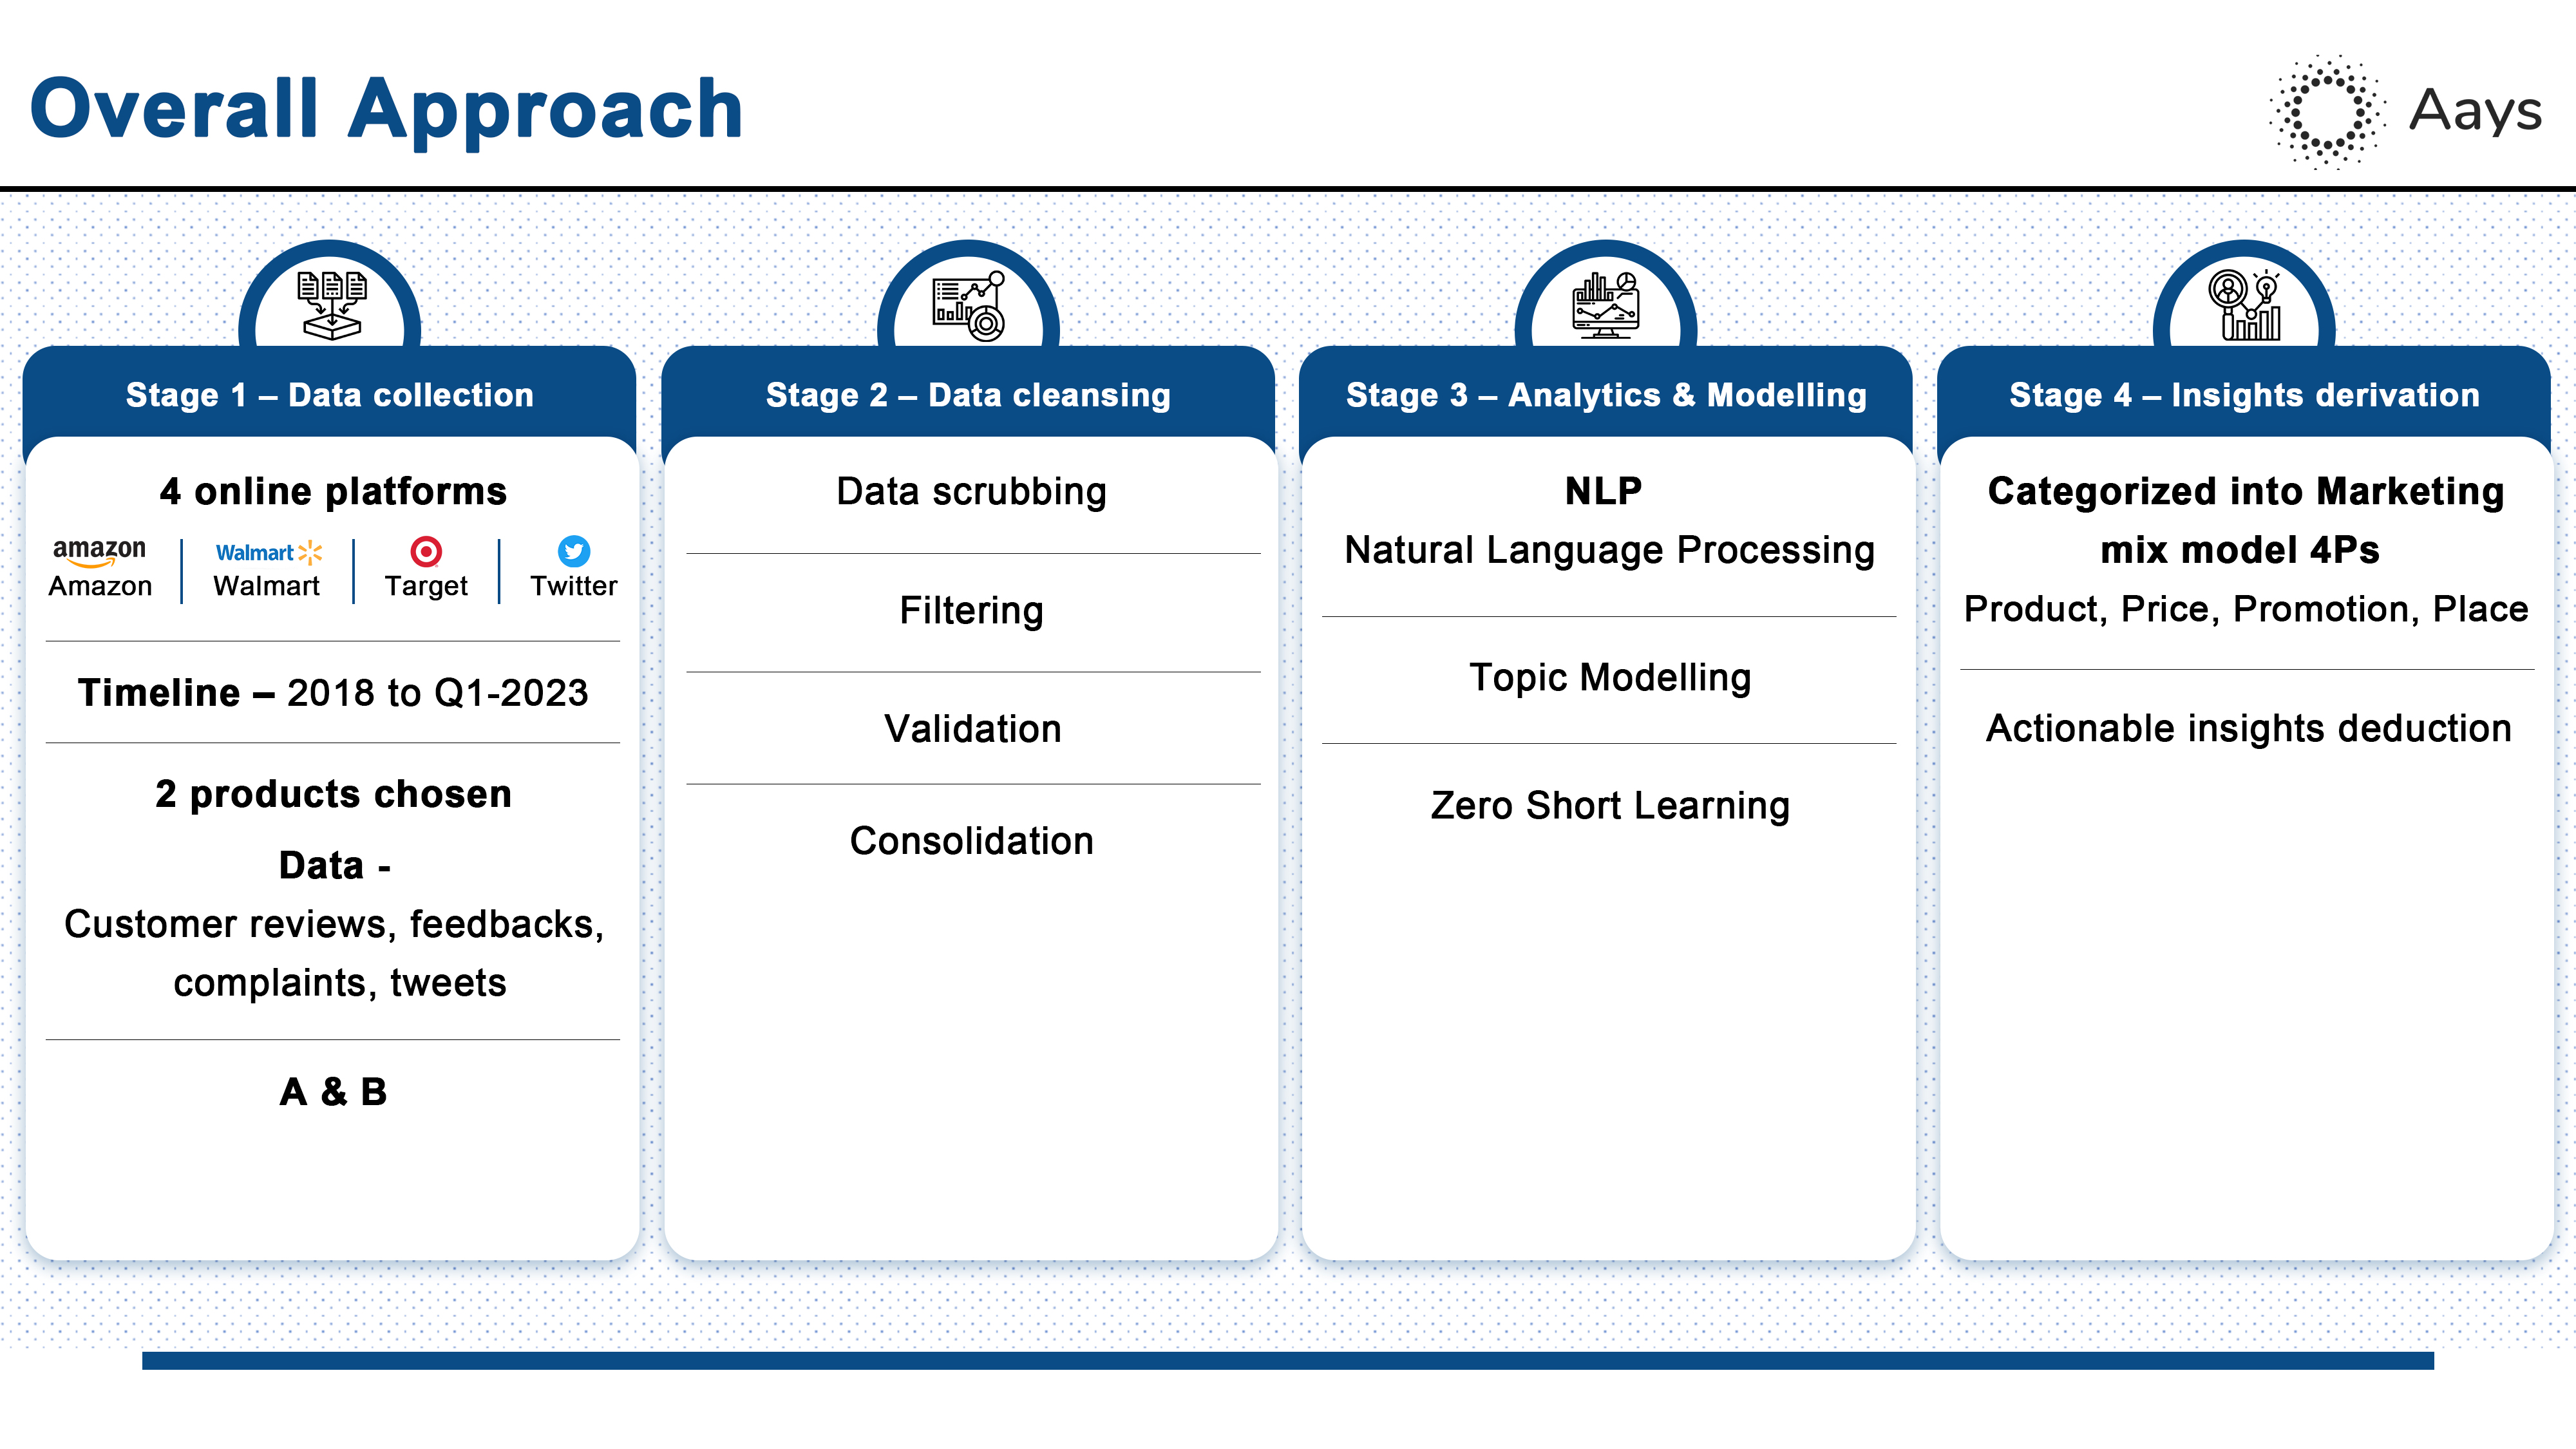 Overall Approach
Aays
Stage 1 – Data collection
4 online platforms
amazon
Amazon
Walmart
Walmart
Target
Twitter
Timeline – 2018 to Q1-2023
2 products chosen
Data -
Customer reviews, feedbacks,
complaints, tweets
A & B
Stage 2 – Data cleansing
Data scrubbing
Filtering
Validation
Consolidation
Stage 3 – Analytics & Modelling
NLP
Natural Language Processing
Topic Modelling
Zero Short Learning
Stage 4 – Insights derivation
Categorized into Marketing
mix model 4Ps
Product, Price, Promotion, Place
Actionable insights deduction